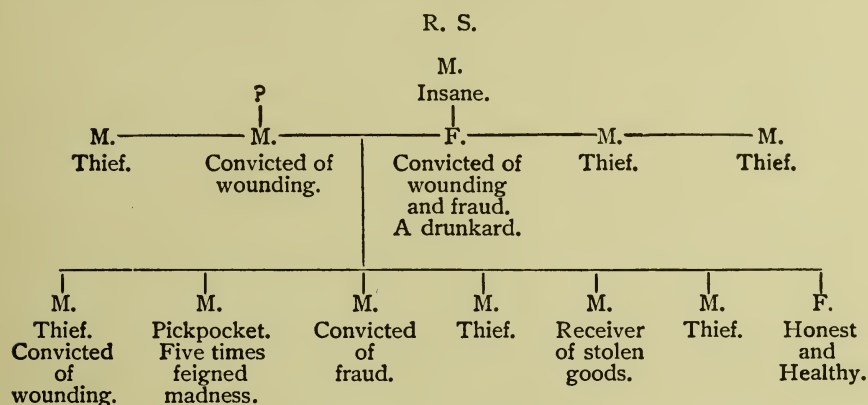 R. S.
M.
? Insane.
M. M. F. M. M.
Thief. Convicted of Convicted of Thief. Thief.
wounding. wounding
and fraud.
A drunkard.
M. M. M. M. M. M. F.
Thief. Pickpocket. Convicted Thief. Receiver Thief. Honest
Convicted Five times of of stolen and
of feigned fraud. goods. Healthy.
wounding. madness.